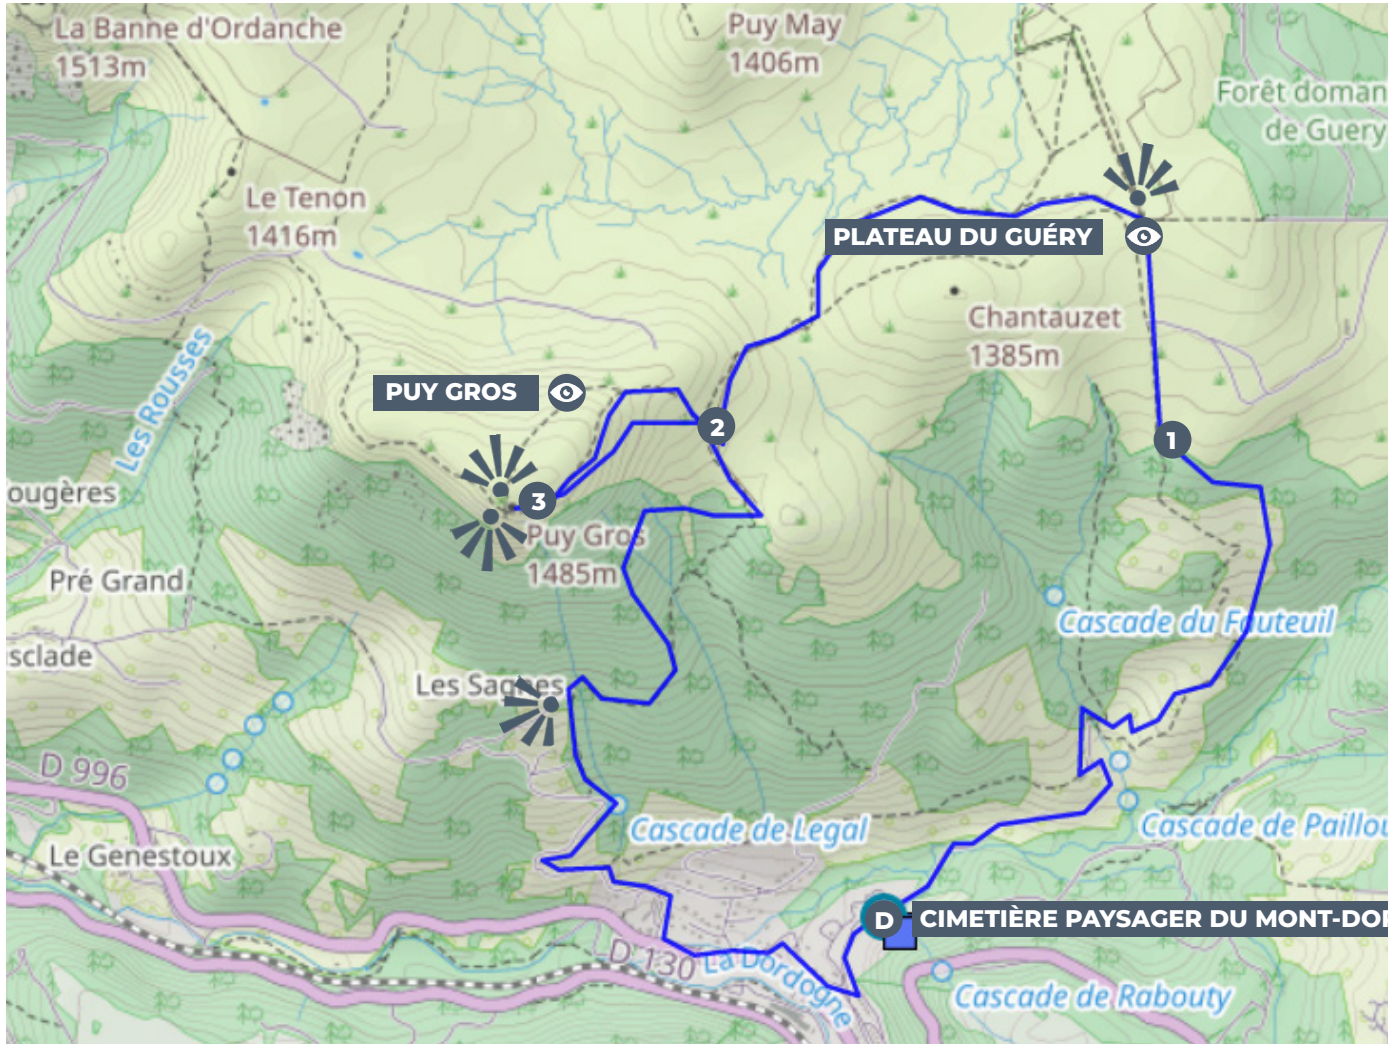 La Banne d'Ordanche
1513m
Puy May
1406m
Forêt doman
de Guery
Le Tenon
1416m
PLATEAU DU GUÉRY
Chantauzet
1385m
Les Rousses
PUY GROS
2
1
3
ougères
Puy Gros
1485m
Pré Grand
Cascade du Fauteuil
sclade
Les Sagnes
D 996
Cascade de Legal
Cascade de Paillou
Le Genestoux
D
CIMETIÈRE PAYSAGER DU MONT-DOR
D 130
La Dordogne
Cascade de Rabouty